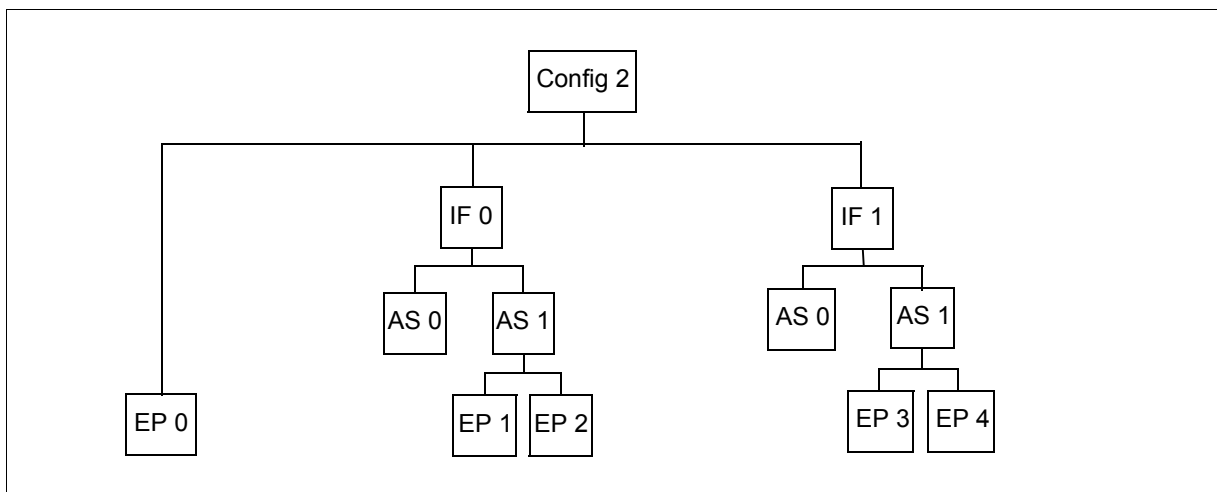 Config 2
IF 0
IF 1
AS 0
AS 1
AS 0
AS 1
EP 0
EP 1
EP 2
EP 3
EP 4